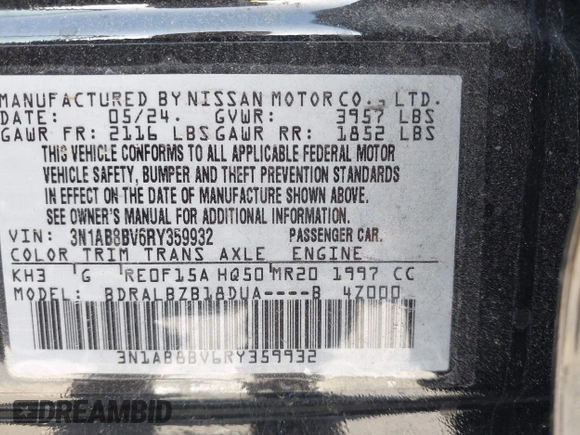 MANUFACTURED BY NISSAN MOTOR CO., LTD.
DATE: 05/24. GVWR: 3957 LBS
GAWR FR: 2116 LBS GAWR RR: 1852 LBS
THIS VEHICLE CONFORMS TO ALL APPLICABLE FEDERAL MOTOR
VEHICLE SAFETY, BUMPER AND THEFT PREVENTION STANDARDS
IN EFFECT ON THE DATE OF MANUFACTURE SHOWN ABOVE.
SEE OWNER'S MANUAL FOR ADDITIONAL INFORMATION.
VIN: 3N1AB8BV6RY359932 PASSENGER CAR.
COLOR TRIM TRANS AXLE ENGINE
KH3 G RE0F15A HQ50 MR20 1997 CC
MODEL: BDRALBZB18DUA----B 4Z000
3N1AB8BV6RY359932
DREAMBID